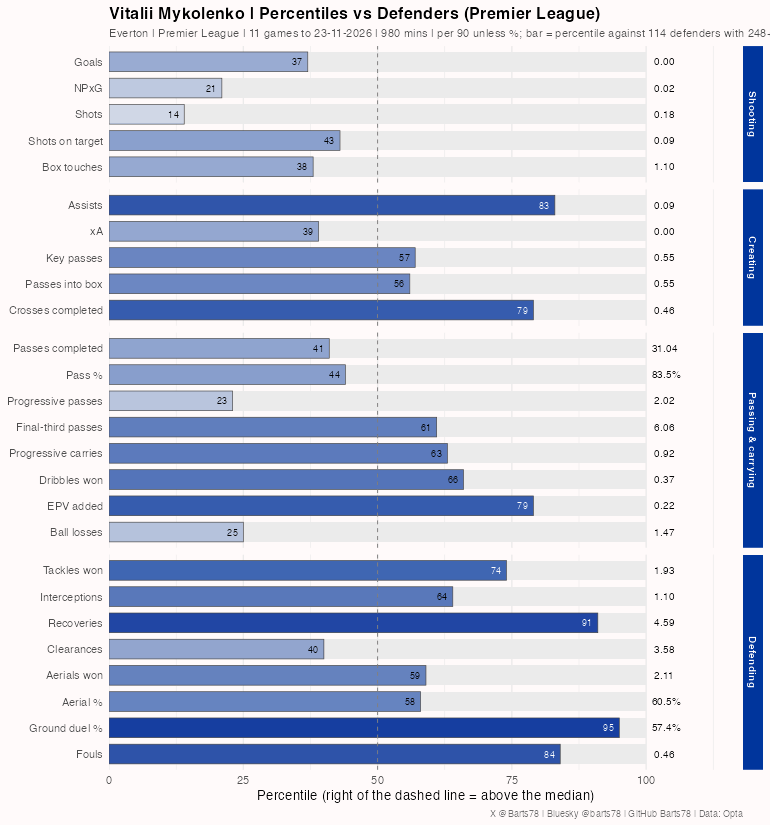 Vitalii Mykolenko | Percentiles vs Defenders (Premier League)
Everton | Premier League | 11 games to 23-11-2026 | 980 mins | per 90 unless %; bar = percentile against 114 defenders with 248-
Shooting
Goals 37 0.00
NPxG 21 0.02
Shots 14 0.18
Shots on target 43 0.09
Box touches 38 1.10
Creating
Assists 83 0.09
xA 39 0.00
Key passes 57 0.55
Passes into box 56 0.55
Crosses completed 79 0.46
Passing & carrying
Passes completed 41 31.04
Pass % 44 83.5%
Progressive passes 23 2.02
Final-third passes 61 6.06
Progressive carries 63 0.92
Dribbles won 66 0.37
EPV added 79 0.22
Ball losses 25 1.47
Defending
Tackles won 74 1.93
Interceptions 64 1.10
Recoveries 91 4.59
Clearances 40 3.58
Aerials won 59 2.11
Aerial % 58 60.5%
Ground duel % 95 57.4%
Fouls 84 0.46
0 25 50 75 100
Percentile (right of the dashed line = above the median)
X @Barts78 | Bluesky @barts78 | GitHub Barts78 | Data: Opta